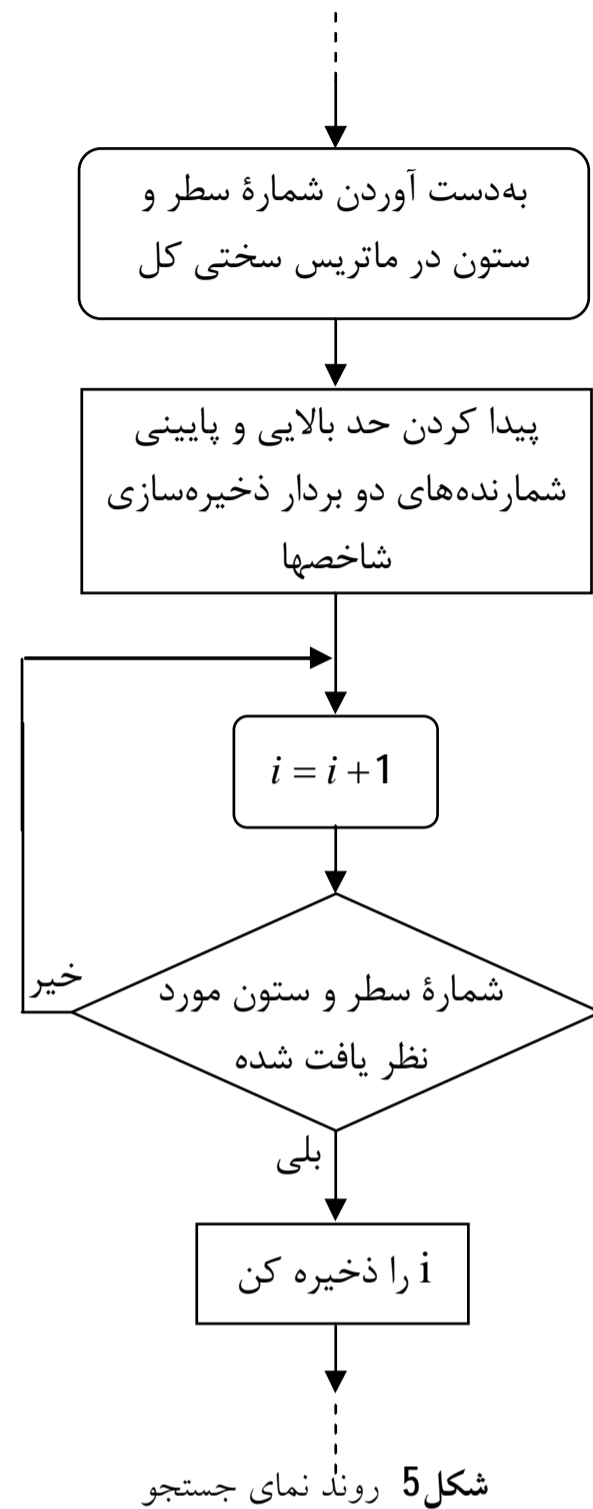 به‌دست آوردن شمارهٔ سطر و
ستون در ماتریس سختی کل
پیدا کردن حد بالایی و پایینی
شمارنده‌های دو بردار ذخیره‌سازی
شاخصها
i = i + 1
شمارهٔ سطر و ستون مورد
نظر یافت شده
خیر
بلی
i را ذخیره کن
شکل5 روند نمای جستجو